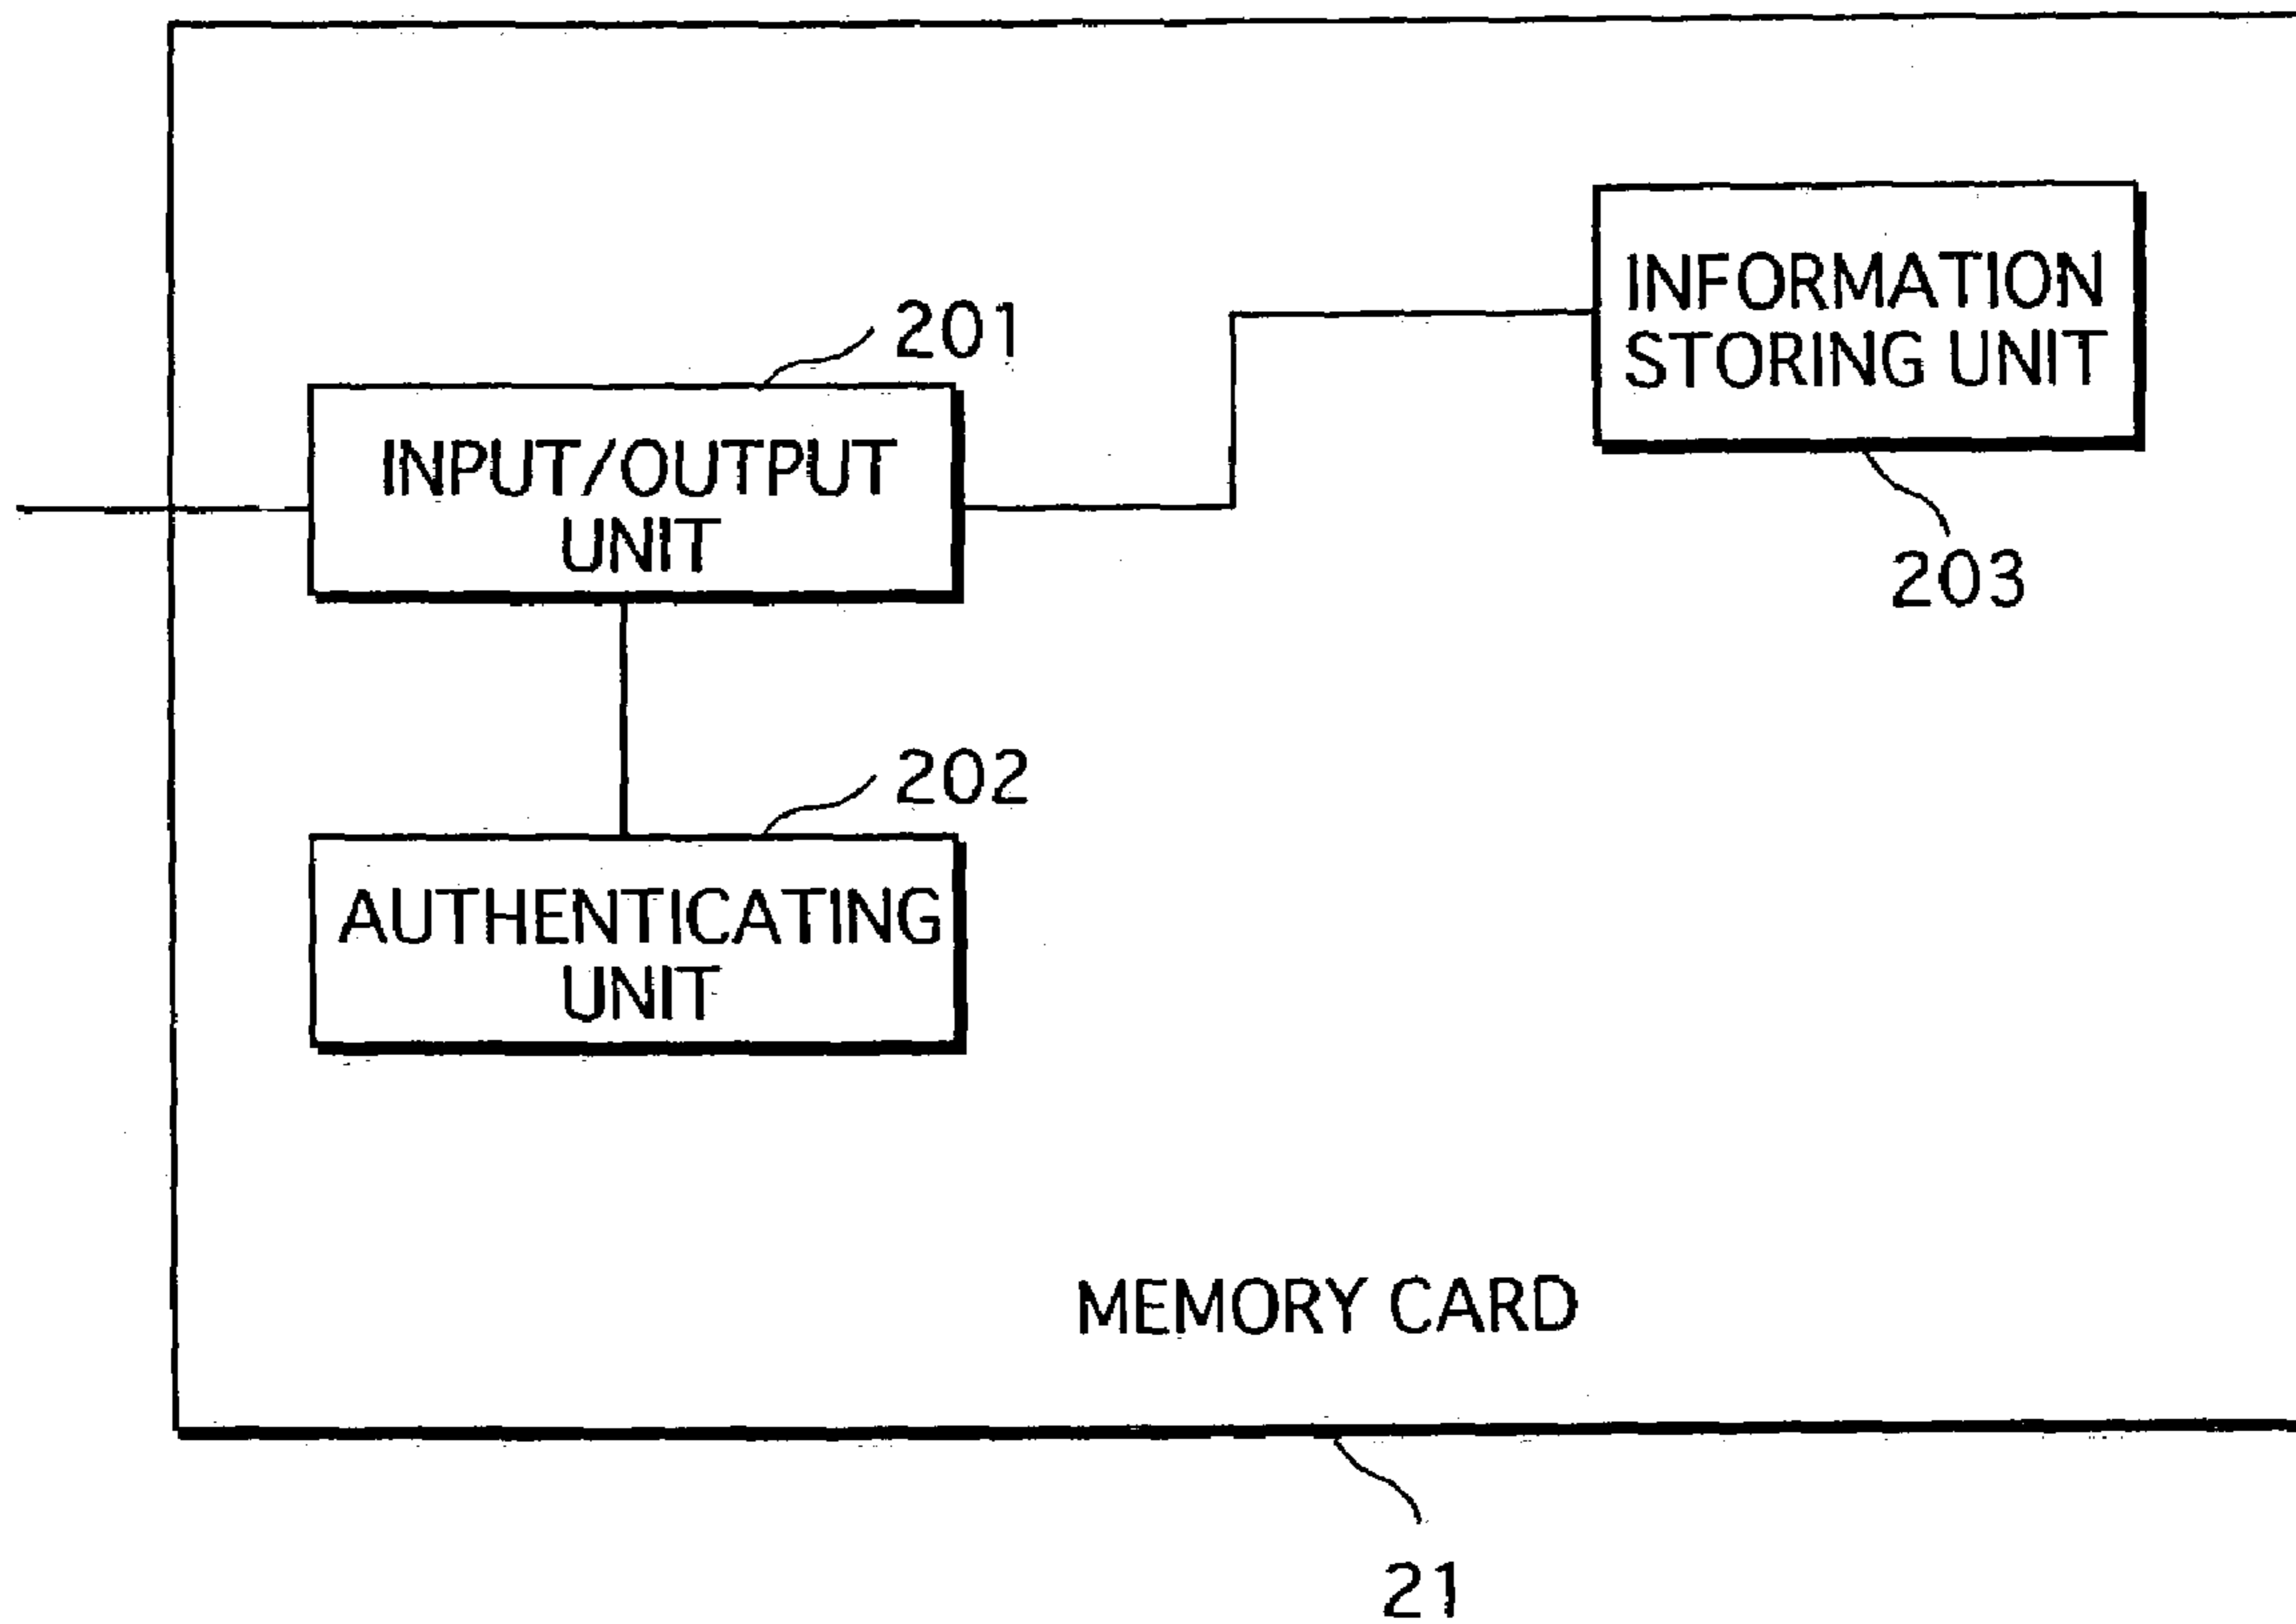 201
INPUT/OUTPUT
UNIT
INFORMATION
STORING UNIT
203
202
AUTHENTICATING
UNIT
MEMORY CARD
21